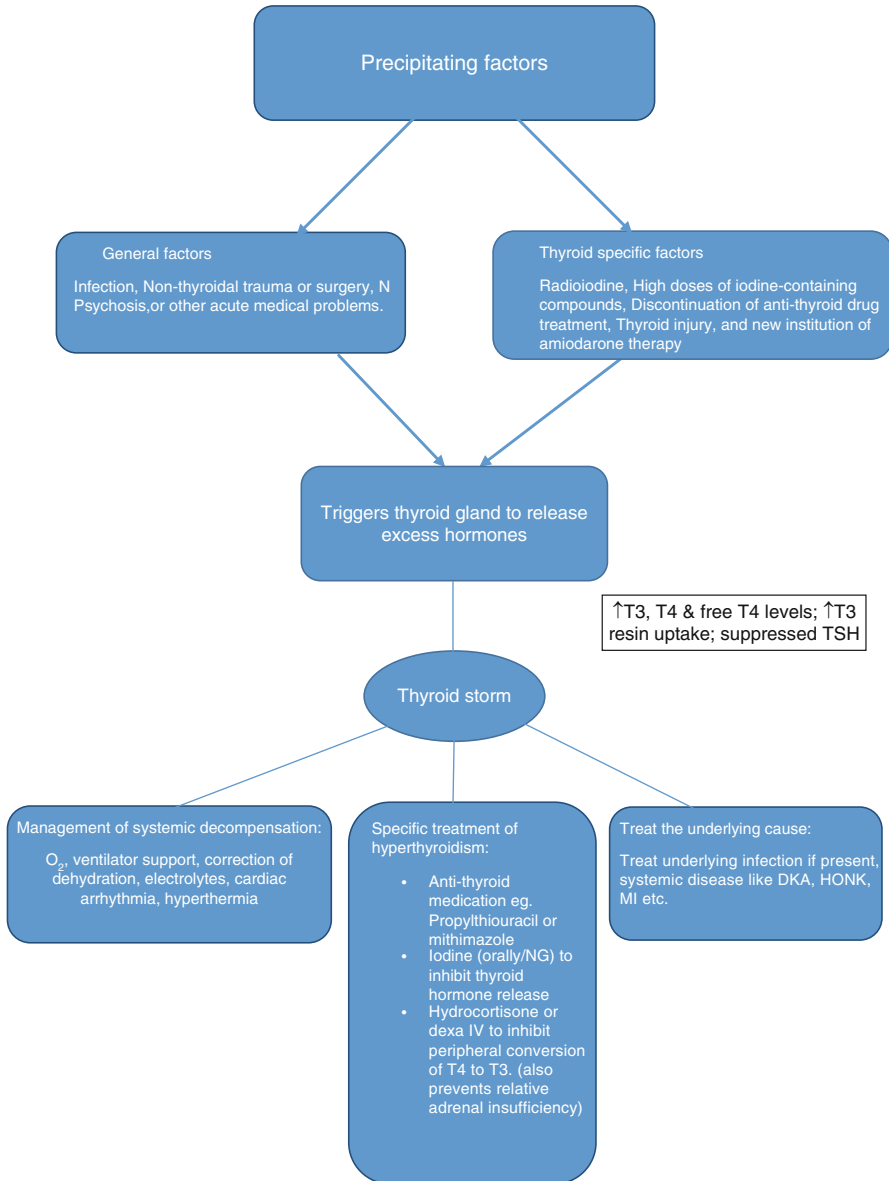 Precipitating factors
General factors
Infection, Non-thyroidal trauma or surgery, N
Psychosis,or other acute medical problems.
Thyroid specific factors
Radioiodine, High doses of iodine-containing
compounds, Discontinuation of anti-thyroid drug
treatment, Thyroid injury, and new institution of
amiodarone therapy
Triggers thyroid gland to release
excess hormones
↑T3, T4 & free T4 levels; ↑T3
resin uptake; suppressed TSH
Thyroid storm
Management of systemic decompensation:
O₂, ventilator support, correction of
dehydration, electrolytes, cardiac
arrhythmia, hyperthermia
Specific treatment of
hyperthyroidism:
• Anti-thyroid
medication eg.
Propylthiouracil or
mithimazole
• Iodine (orally/NG) to
inhibit thyroid
hormone release
• Hydrocortisone or
dexa IV to inhibit
peripheral conversion
of T4 to T3. (also
prevents relative
adrenal insufficiency)
Treat the underlying cause:
Treat underlying infection if present,
systemic disease like DKA, HONK,
MI etc.